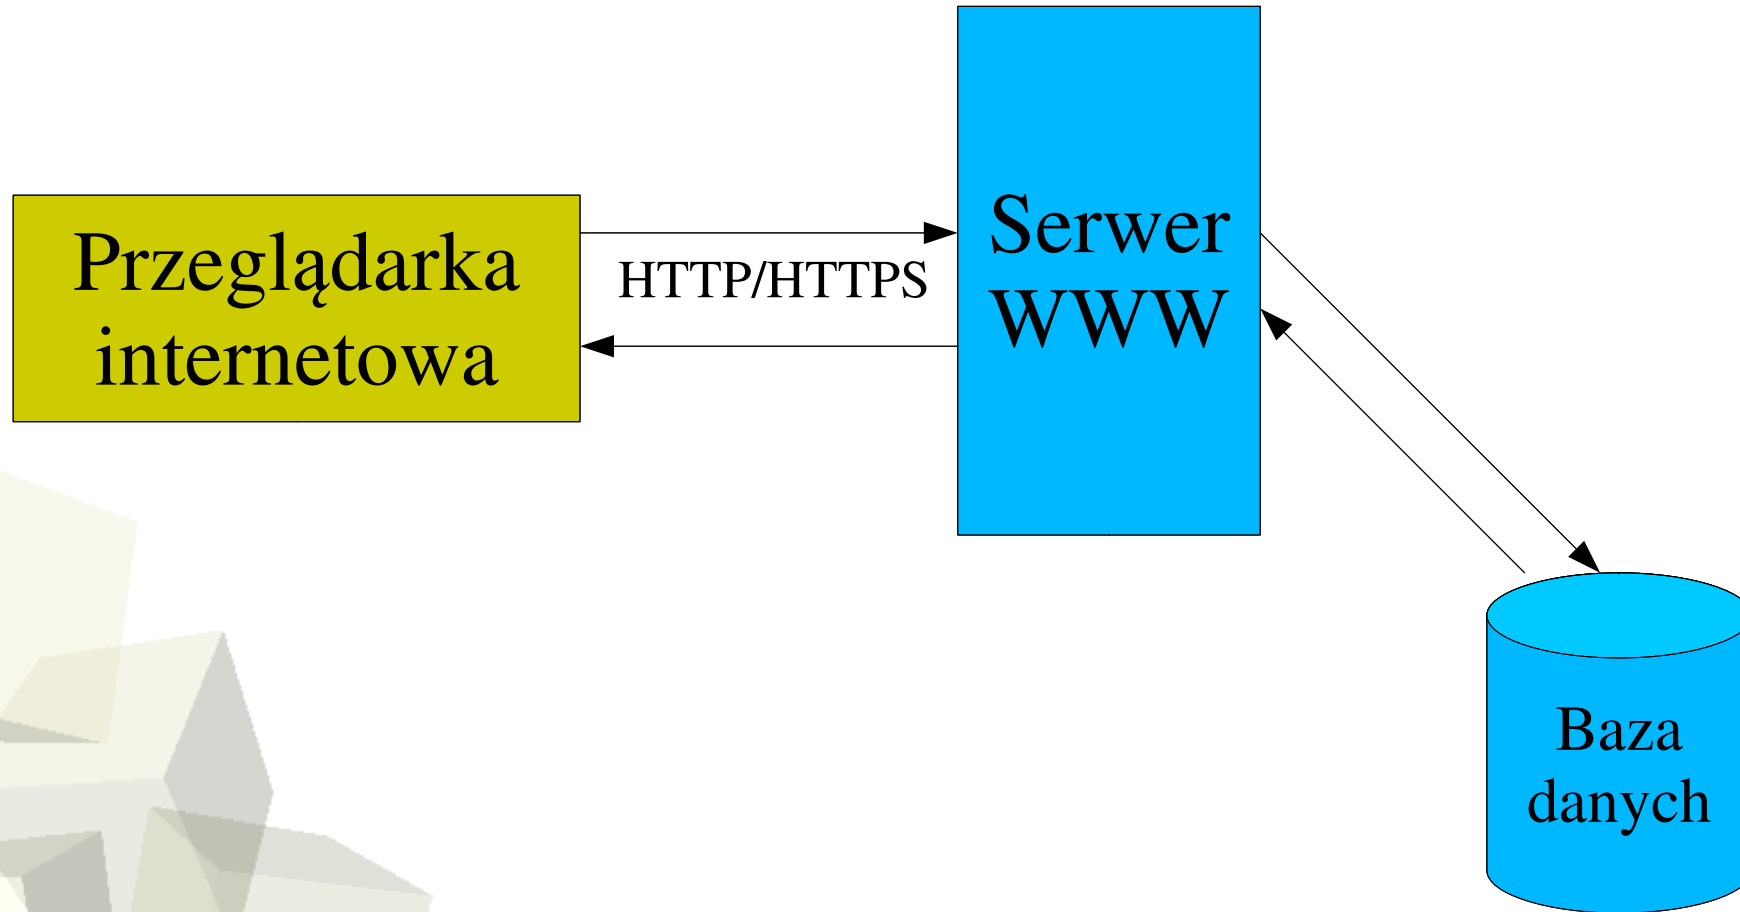 Przeglądarka
internetowa
HTTP/HTTPS
Serwer
WWW
Baza
danych